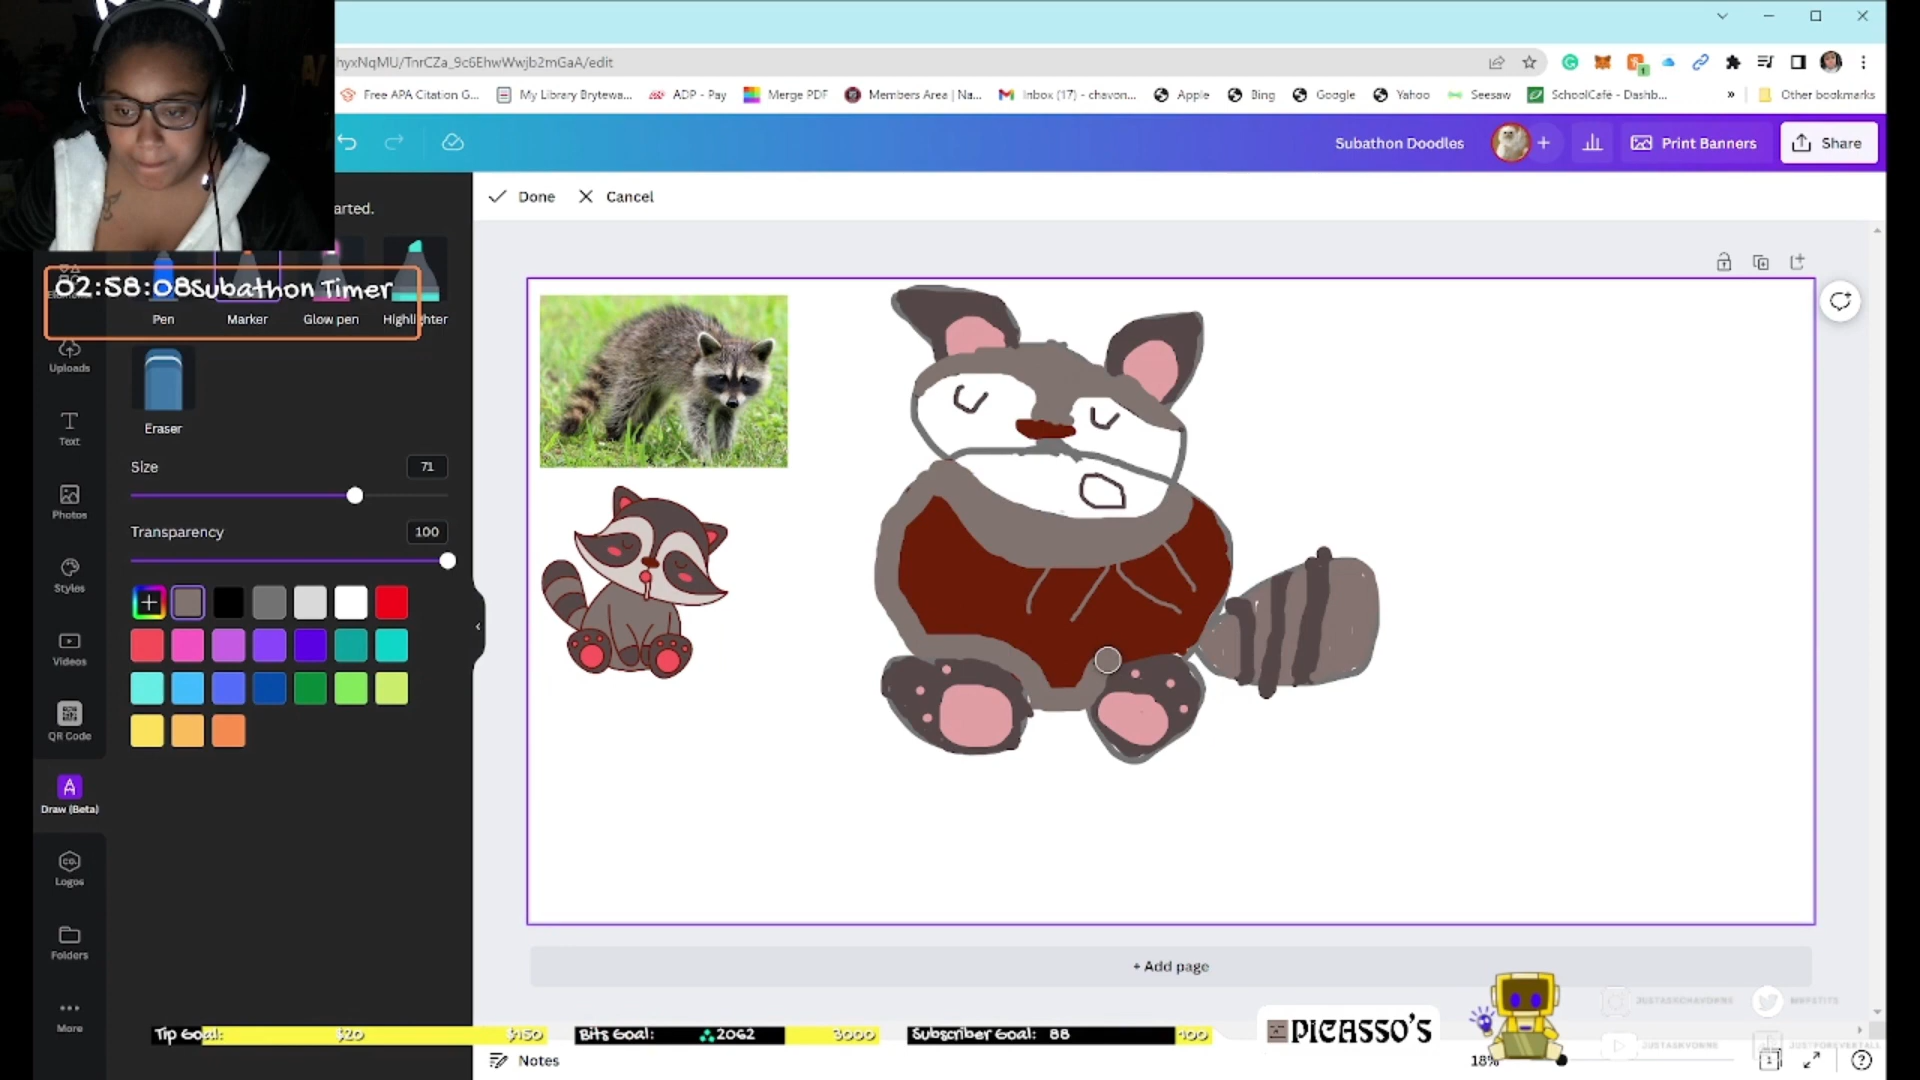 hyxNqMU/TnrCZa_9c6EhwWwjb2mGaA/edit
Free APA Citation G...
My Library Brytewa...
ADP - Pay
Merge PDF
Members Area | Na...
Inbox (17) - chavon...
Apple
Bing
Google
Yahoo
Seesaw
SchoolCafe - Dashb...
»
Other bookmarks
Subathon Doodles
Print Banners
Share
arted.
Done
Cancel
02:58:08 Subathon Timer
Pen
Marker
Glow pen
Highlighter
Uploads
Eraser
Text
Size
71
Photos
Transparency
100
Styles
Videos
QR Code
Draw (Beta)
Logos
Folders
More
+ Add page
Tip Goal:
$20
$150
Bits Goal:
2062
3000
Subscriber Goal: 88
100
PICASSO'S
Notes
18%
1